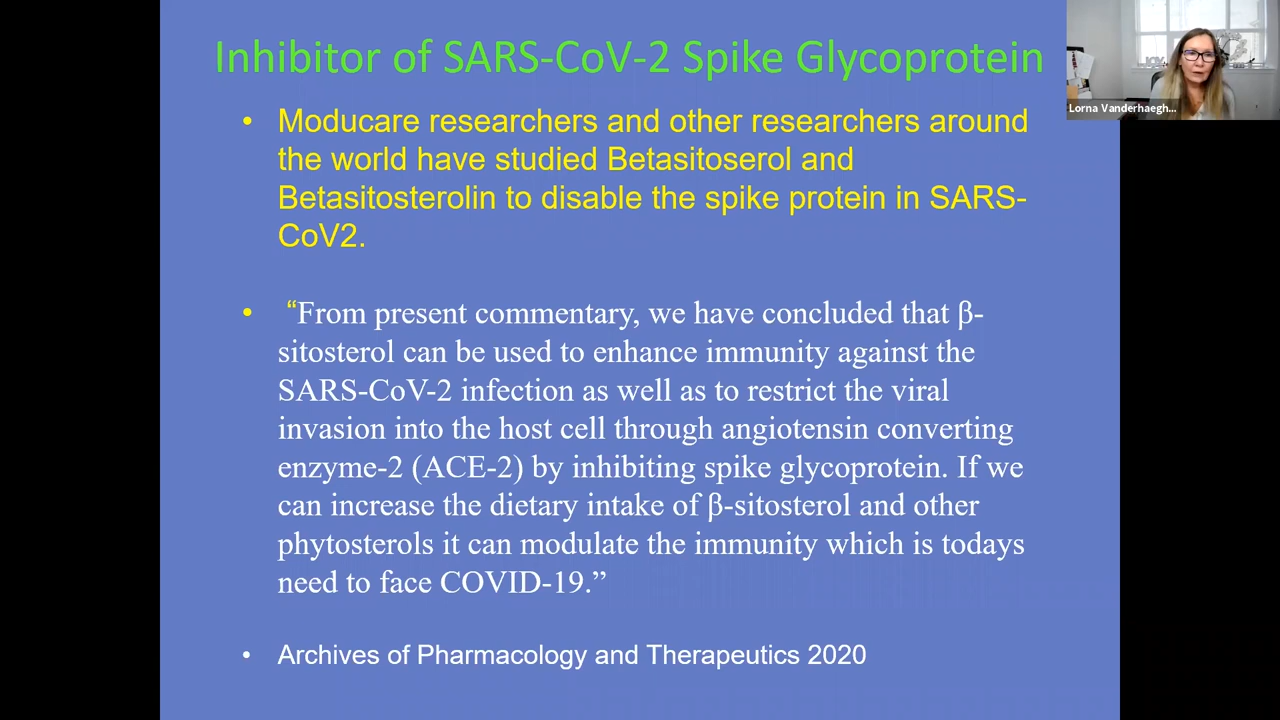 Inhibitor of SARS-CoV-2 Spike Glycoprotein
• Moducare researchers and other researchers around
the world have studied Betasitoserol and
Betasitosterolin to disable the spike protein in SARS-
CoV2.
• “From present commentary, we have concluded that β-
sitosterol can be used to enhance immunity against the
SARS-CoV-2 infection as well as to restrict the viral
invasion into the host cell through angiotensin converting
enzyme-2 (ACE-2) by inhibiting spike glycoprotein. If we
can increase the dietary intake of β-sitosterol and other
phytosterols it can modulate the immunity which is todays
need to face COVID-19.”
• Archives of Pharmacology and Therapeutics 2020
Lorna Vanderhaegh...